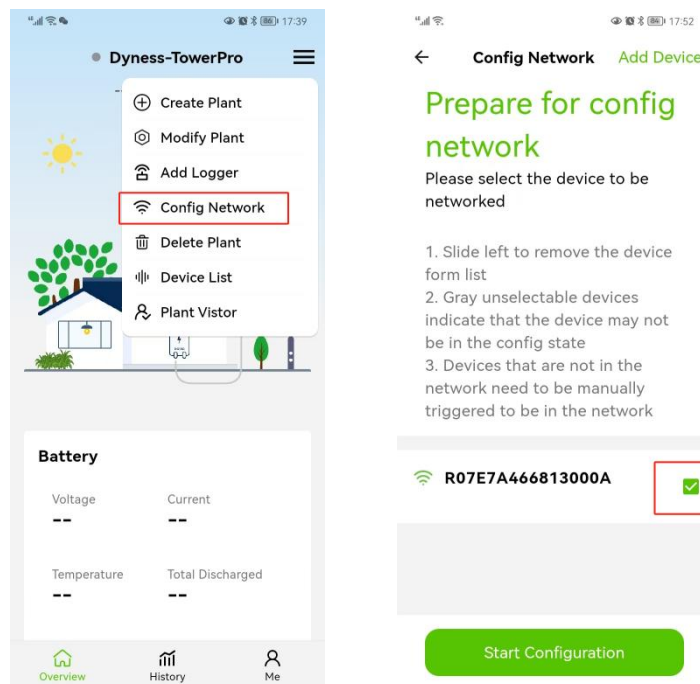 17:39
Dyness-TowerPro
Create Plant
Modify Plant
Add Logger
Config Network
Delete Plant
Device List
Plant Vistor
Battery
Voltage
Current
--
--
Temperature
Total Discharged
--
--
Overview
History
Me
86 17:52
Config Network
Add Device
Prepare for config
network
Please select the device to be
networked
1. Slide left to remove the device
form list
2. Gray unselectable devices
indicate that the device may not
be in the config state
3. Devices that are not in the
network need to be manually
triggered to be in the network
R07E7A466813000A
Start Configuration